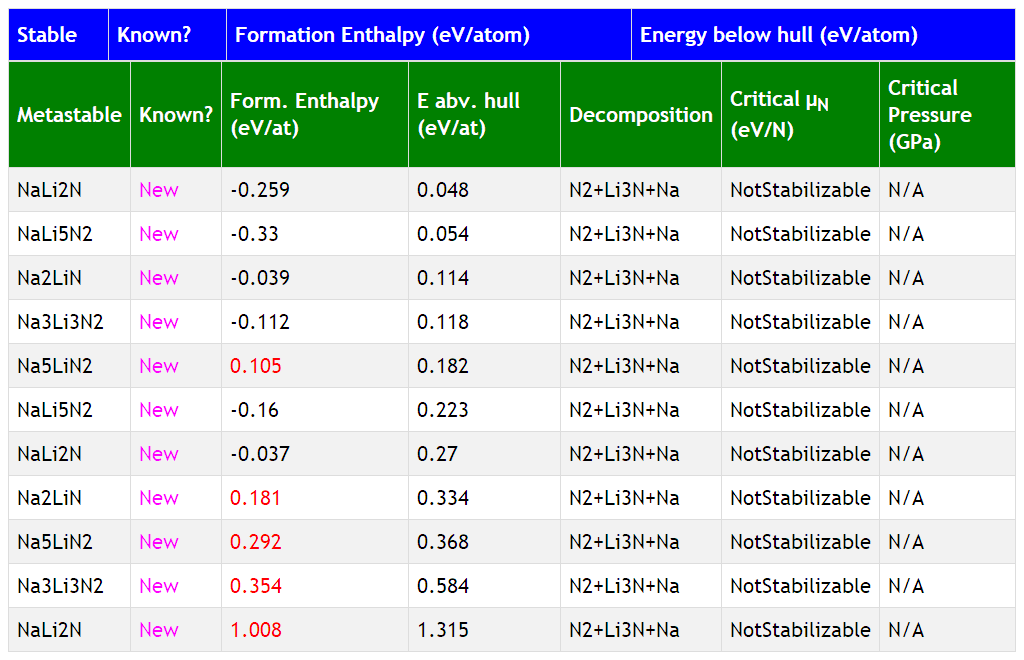 Stable Known? Formation Enthalpy (eV/atom) Energy below hull (eV/atom)
Metastable Known? Form. Enthalpy (eV/at) E abv. hull (eV/at) Decomposition Critical μN (eV/N) Critical Pressure (GPa)
NaLi2N New -0.259 0.048 N2+Li3N+Na NotStabilizable N/A
NaLi5N2 New -0.33 0.054 N2+Li3N+Na NotStabilizable N/A
Na2LiN New -0.039 0.114 N2+Li3N+Na NotStabilizable N/A
Na3Li3N2 New -0.112 0.118 N2+Li3N+Na NotStabilizable N/A
Na5LiN2 New 0.105 0.182 N2+Li3N+Na NotStabilizable N/A
NaLi5N2 New -0.16 0.223 N2+Li3N+Na NotStabilizable N/A
NaLi2N New -0.037 0.27 N2+Li3N+Na NotStabilizable N/A
Na2LiN New 0.181 0.334 N2+Li3N+Na NotStabilizable N/A
Na5LiN2 New 0.292 0.368 N2+Li3N+Na NotStabilizable N/A
Na3Li3N2 New 0.354 0.584 N2+Li3N+Na NotStabilizable N/A
NaLi2N New 1.008 1.315 N2+Li3N+Na NotStabilizable N/A